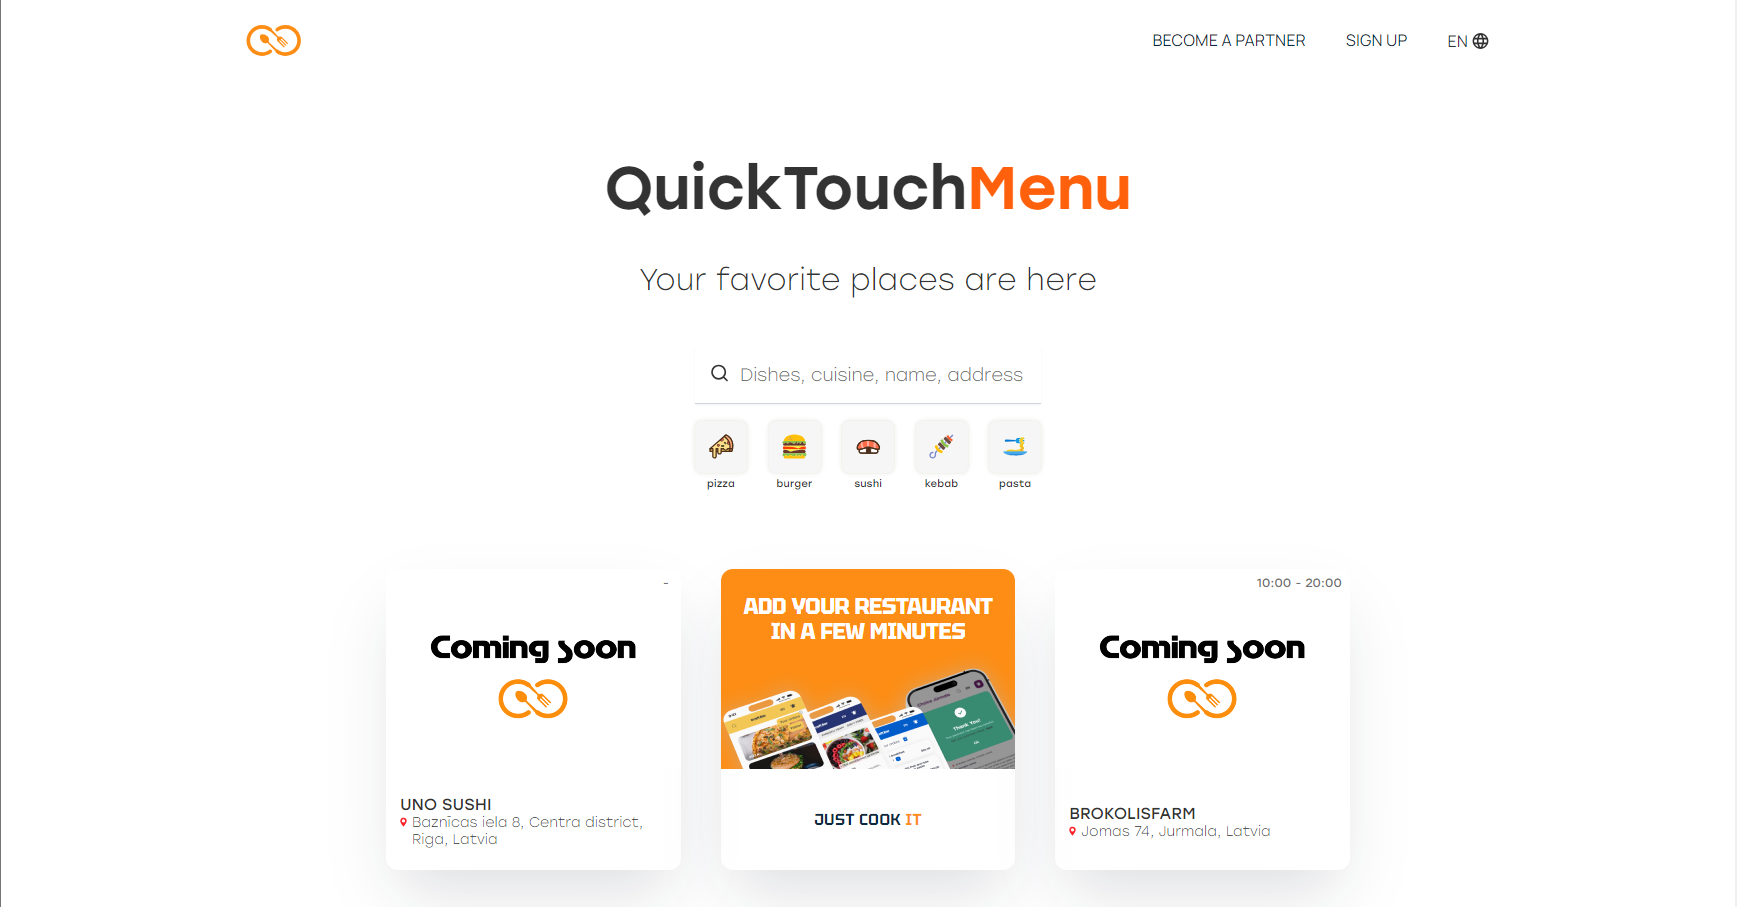 BECOME A PARTNER
SIGN UP
EN
QuickTouchMenu
Your favorite places are here
Dishes, cuisine, name, address
pizza
burger
sushi
kebab
pasta
-
Coming soon
UNO SUSHI
Baznīcas iela 8, Centra district,
Riga, Latvia
ADD YOUR RESTAURANT
IN A FEW MINUTES
Thank You!
JUST COOK IT
10:00 - 20:00
Coming soon
BROKOLISFARM
Jomas 74, Jurmala, Latvia